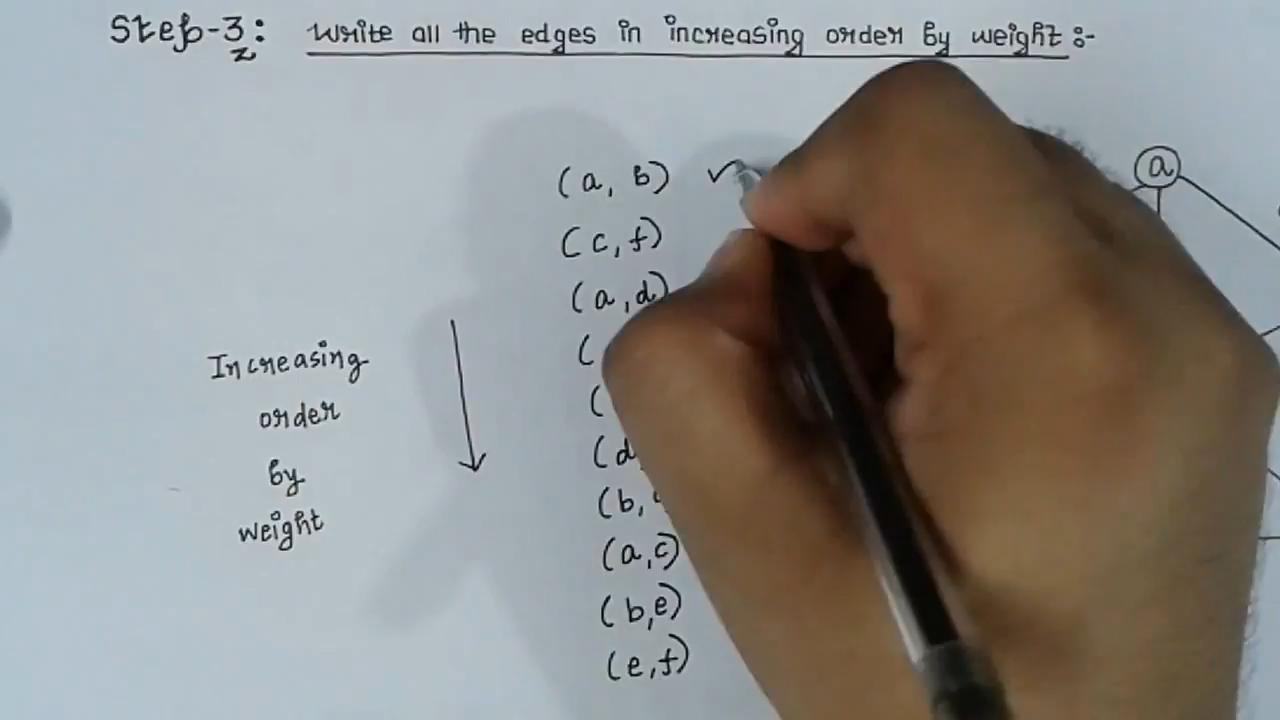 Step-3:
Write all the edges in increasing order by weight :-
(a, b) ✓
(c, f)
(a, d)
(
(
(d,
(b,
(a,c)
(b,e)
(e,f)
Increasing
order
by
weight
a